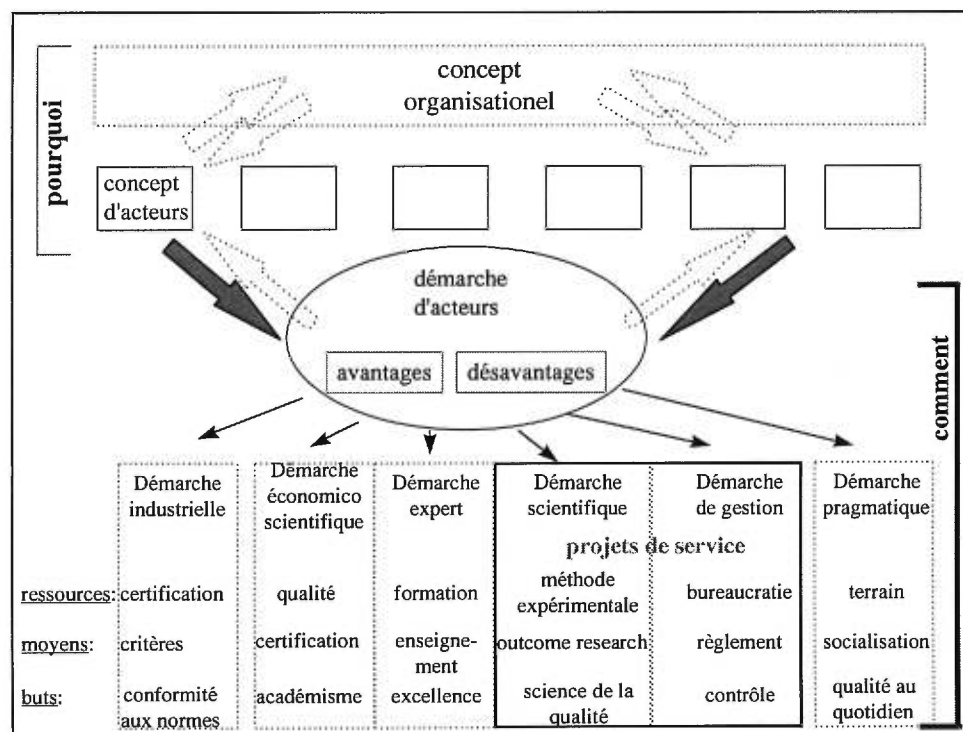 concept
organisationel
pourquoi
concept
d'acteurs
démarche
d'acteurs
avantages désavantages
comment
Démarche
industrielle
Démarche
économico
scientifique
Démarche
expert
Démarche
scientifique
Démarche
de gestion
Démarche
pragmatique
projets de service
ressources: certification qualité formation méthode
expérimentale bureaucratie terrain
moyens: critères certification enseigne-
ment outcome research règlement socialisation
buts: conformité
aux normes académisme excellence science de la
qualité contrôle qualité au
quotidien